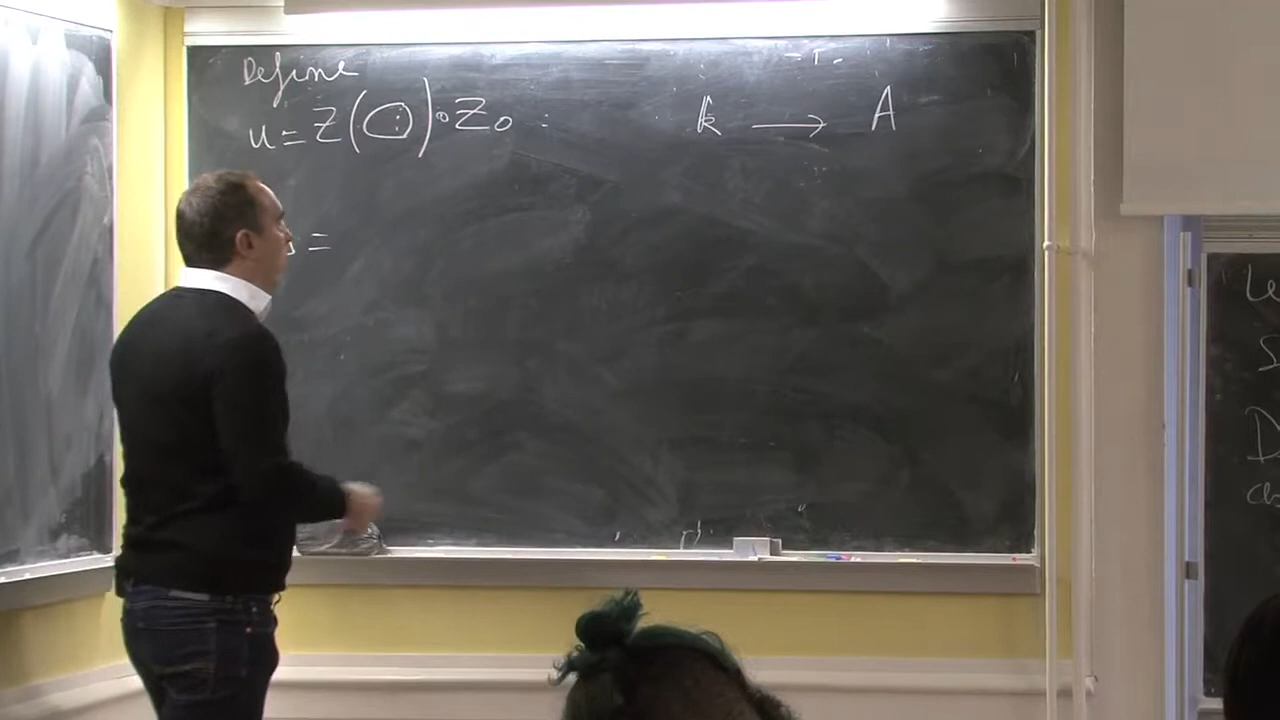 Define
u = Z(⊙)∘Z₀ : k → A
=